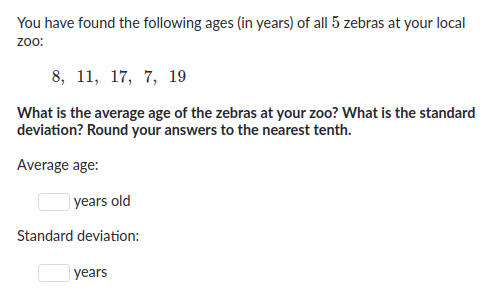 You have found the following ages (in years) of all 5 zebras at your local
zoo:
8, 11, 17, 7, 19
What is the average age of the zebras at your zoo? What is the standard
deviation? Round your answers to the nearest tenth.
Average age:
years old
Standard deviation:
years